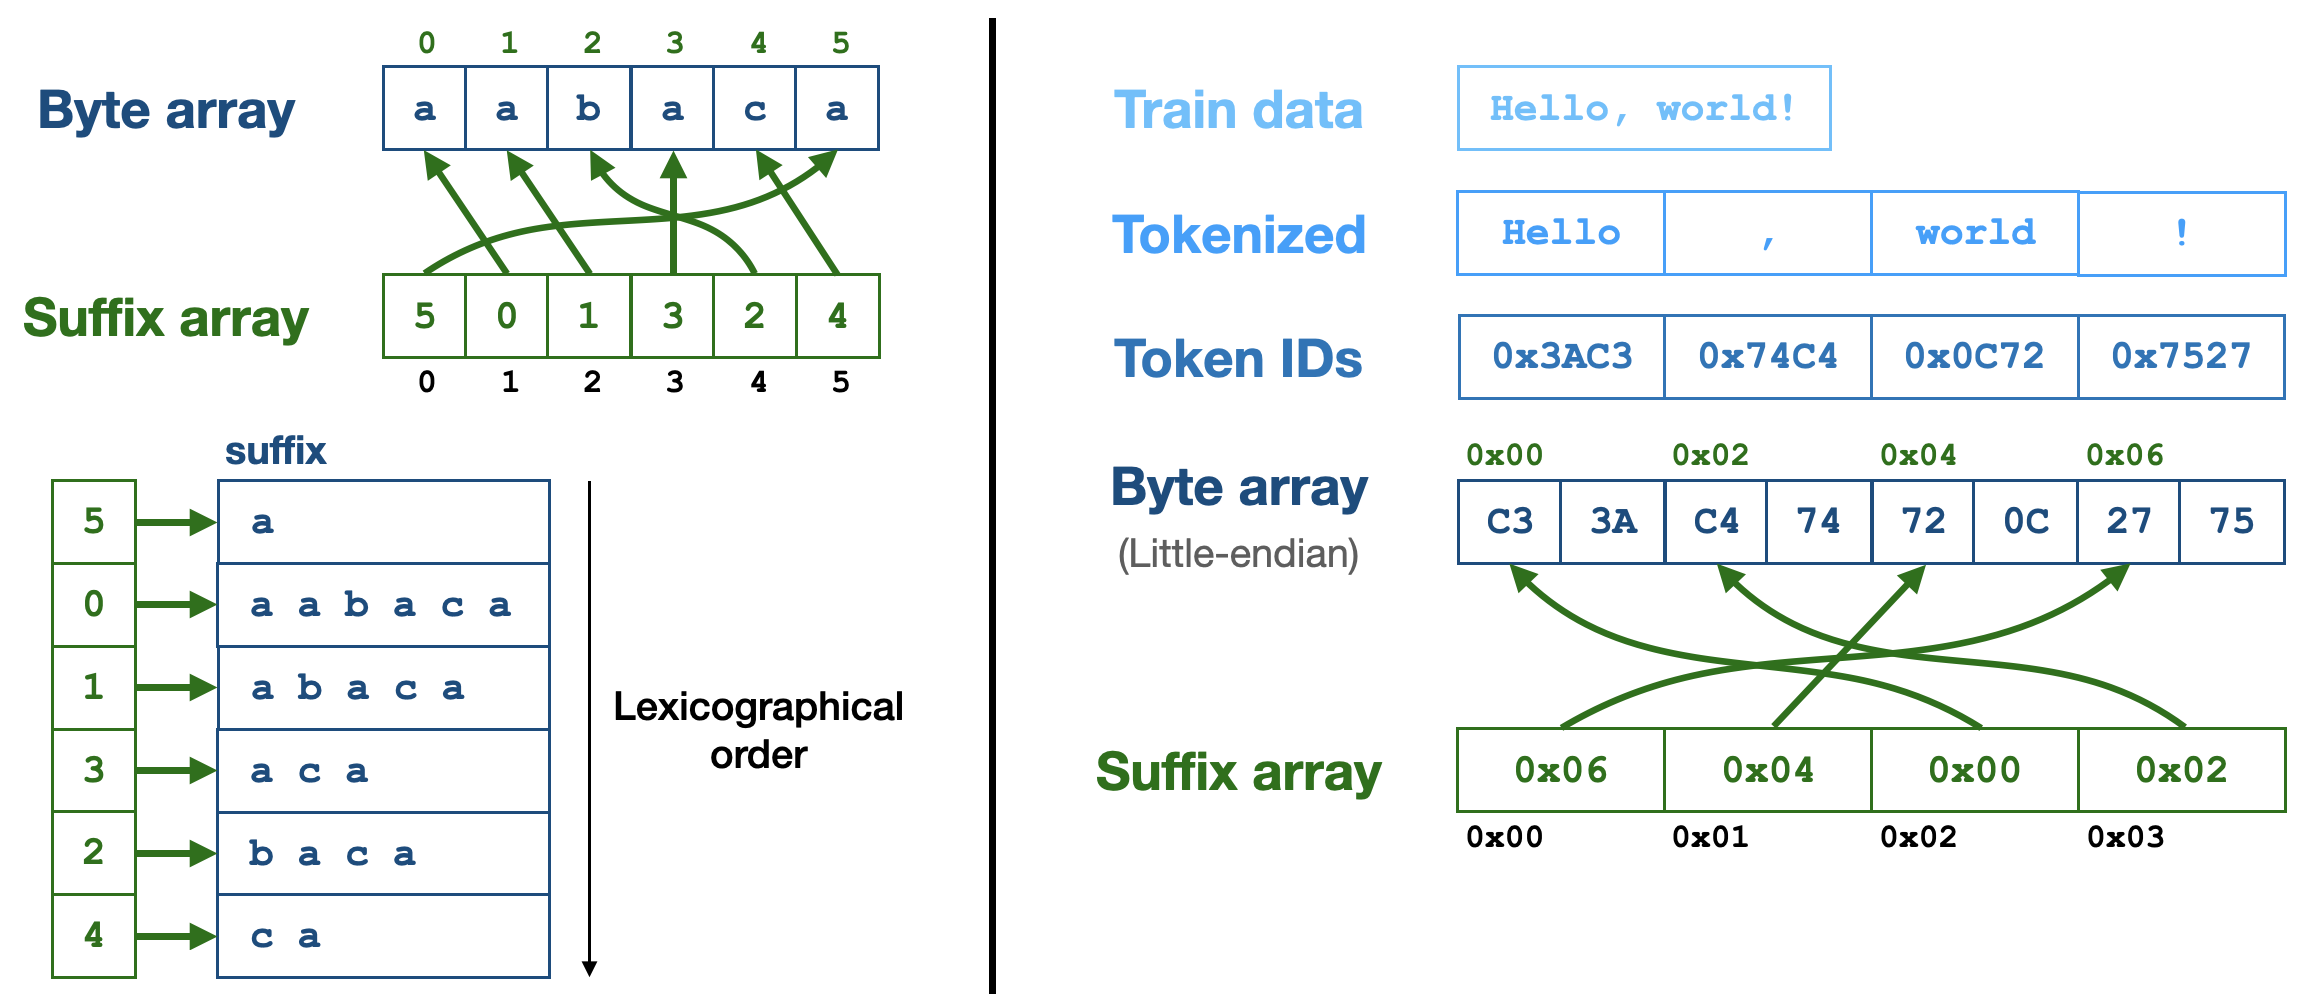 0 1 2 3 4 5
Byte array a a b a c a
Suffix array 5 0 1 3 2 4
0 1 2 3 4 5
suffix
5 a
0 a a b a c a
1 a b a c a
3 a c a
2 b a c a
4 c a
Lexicographical
order
Train data Hello, world!
Tokenized Hello , world !
Token IDs 0x3AC3 0x74C4 0x0C72 0x7527
0x00 0x02 0x04 0x06
Byte array C3 3A C4 74 72 0C 27 75
(Little-endian)
Suffix array 0x06 0x04 0x00 0x02
0x00 0x01 0x02 0x03